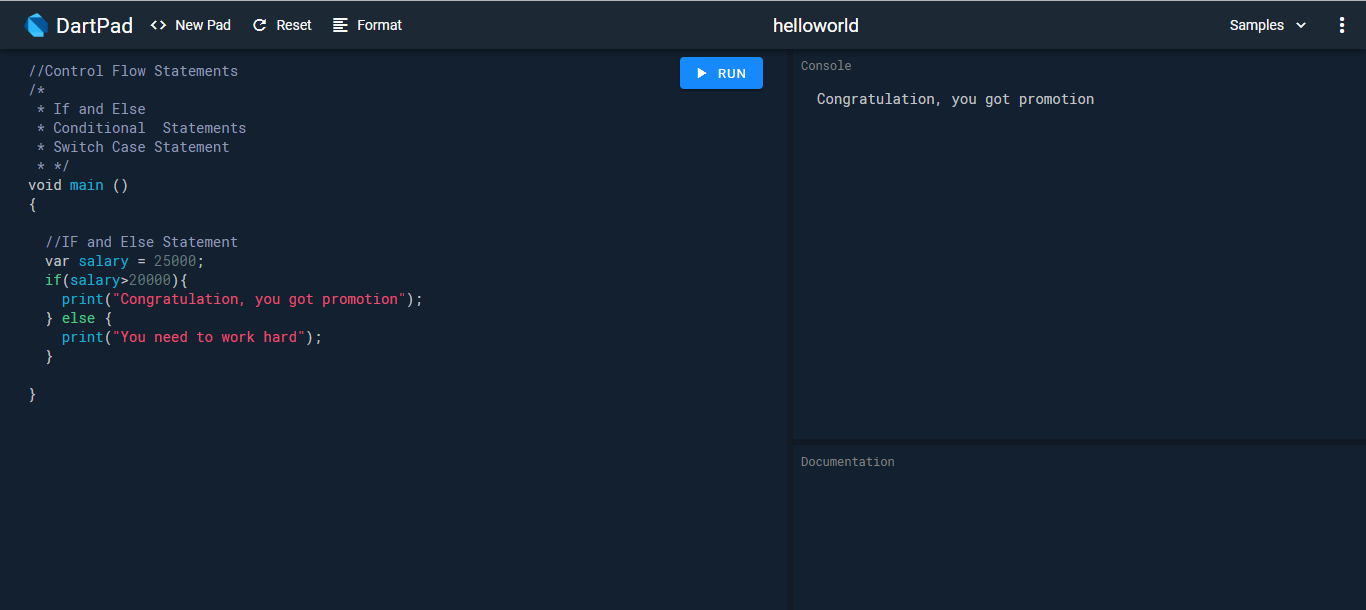 DartPad <> New Pad Reset Format helloworld Samples
//Control Flow Statements
/*
 * If and Else
 * Conditional  Statements
 * Switch Case Statement
 * */
void main ()
{
  //IF and Else Statement
  var salary = 25000;
  if(salary>20000){
    print("Congratulation, you got promotion");
  } else {
    print("You need to work hard");
  }
}
RUN
Console
Congratulation, you got promotion
Documentation